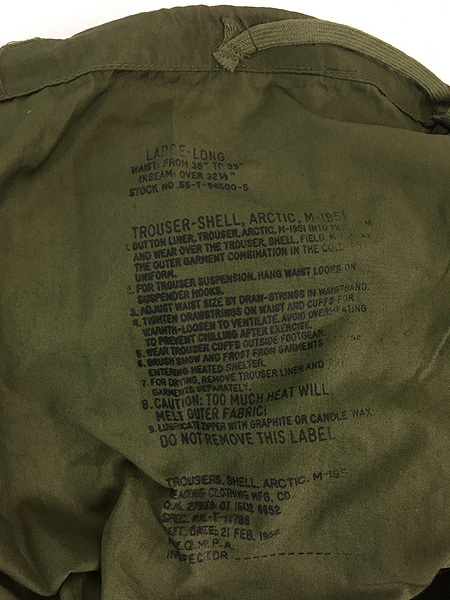 LARGE-LONG
WAIST: FROM 35" TO 39"
INSEAM: OVER 32½"
STOCK NO. 55-T-94500-5
TROUSER-SHELL, ARCTIC, M-1951
1. BUTTON LINER, TROUSER, ARCTIC, M-1951 INTO
AND WEAR OVER THE TROUSER, SHELL, FIELD,
THE OUTER GARMENT COMBINATION IN THE
UNIFORM.
2. FOR TROUSER SUSPENSION, HANG WAIST LOOPS ON
SUSPENDER HOOKS.
3. ADJUST WAIST SIZE BY DRAW-STRINGS IN WAISTBAND.
4. TIGHTEN DRAWSTRINGS ON WAIST AND CUFFS FOR
WARMTH-LOOSEN TO VENTILATE. AVOID OVERHEATING
TO PREVENT CHILLING AFTER EXERCISE.
5. WEAR TROUSER CUFFS OUTSIDE FOOTGEAR.
6. BRUSH SNOW AND FROST FROM GARMENTS
ENTERING HEATED SHELTER.
7. FOR DRYING, REMOVE TROUSER LINER AND
GARMENTS SEPARATELY.
8. CAUTION: TOO MUCH HEAT WILL
MELT OUTER FABRIC!
9. LUBRICATE ZIPPER WITH GRAPHITE OR CANDLE WAX.
DO NOT REMOVE THIS LABEL
TROUSERS, SHELL, ARCTIC, M-195
READING CLOTHING MFG. CO.
SPEC. MIL-T-
DATE: 21 FEB. 195
INSPECTOR